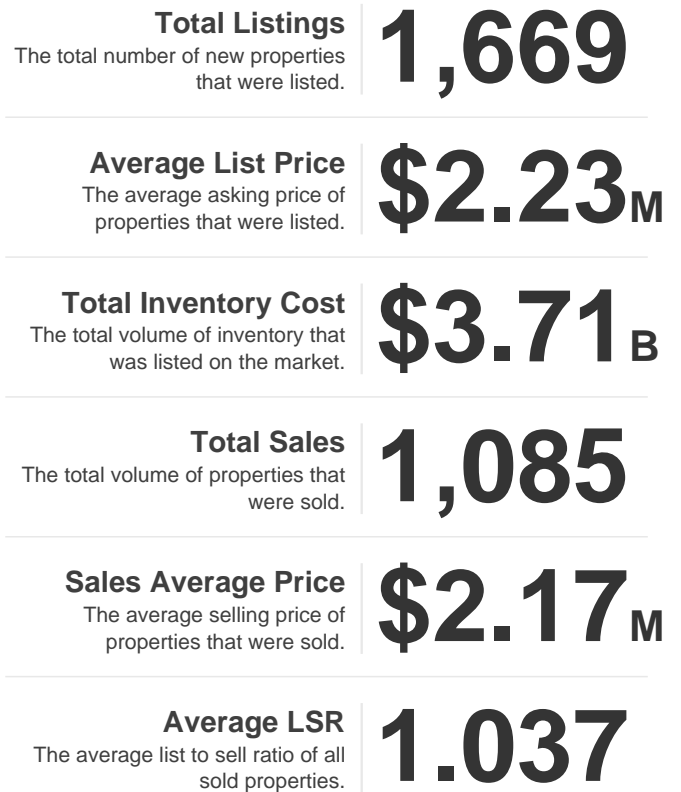 Total Listings
The total number of new properties
that were listed.
1,669
Average List Price
The average asking price of
properties that were listed.
$2.23M
Total Inventory Cost
The total volume of inventory that
was listed on the market.
$3.71B
Total Sales
The total volume of properties that
were sold.
1,085
Sales Average Price
The average selling price of
properties that were sold.
$2.17M
Average LSR
The average list to sell ratio of all
sold properties.
1.037